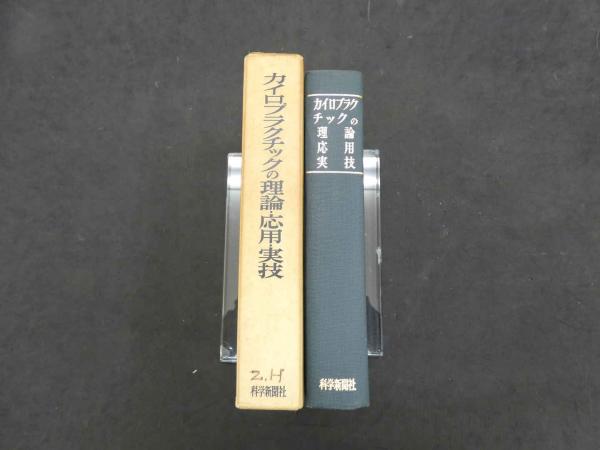 カイロプラクチックの理論・応用・実技
Z.H
科学新聞社
カイロプラク
チックの
理論
応用
実技
科学新聞社